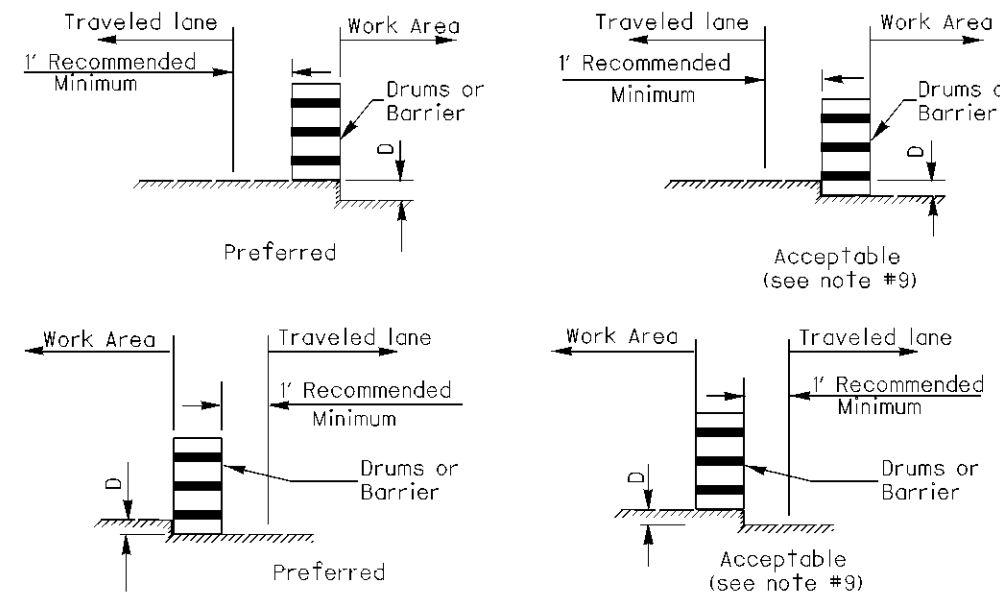 Traveled lane
Work Area
1' Recommended
Minimum
Drums or
Barrier
D
Preferred
Traveled lane
Work Area
1' Recommended
Minimum
Drums o
Barrier
D
Acceptable
(see note #9)
Work Area
Traveled lane
1' Recommended
Minimum
Drums or
Barrier
D
Preferred
Work Area
Traveled lane
1' Recommended
Minimum
Drums or
Barrier
D
Acceptable
(see note #9)